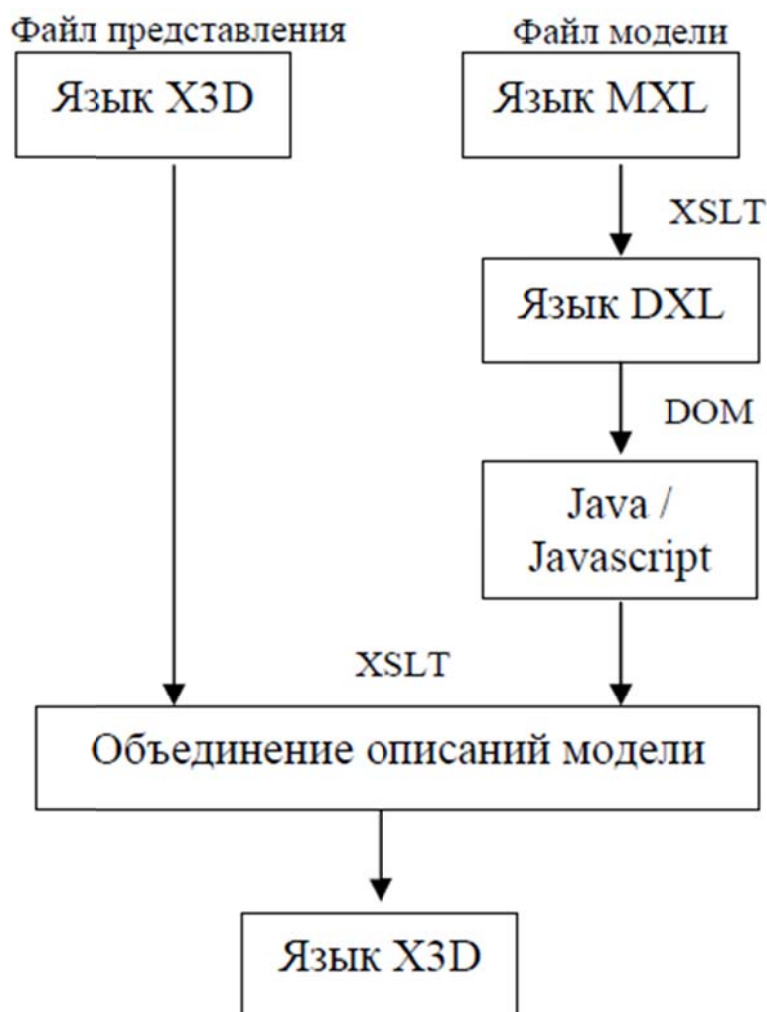 Файл представления
Файл модели
Язык X3D
Язык MXL
XSLT
Язык DXL
DOM
Java /
Javascript
XSLT
Объединение описаний модели
Язык X3D